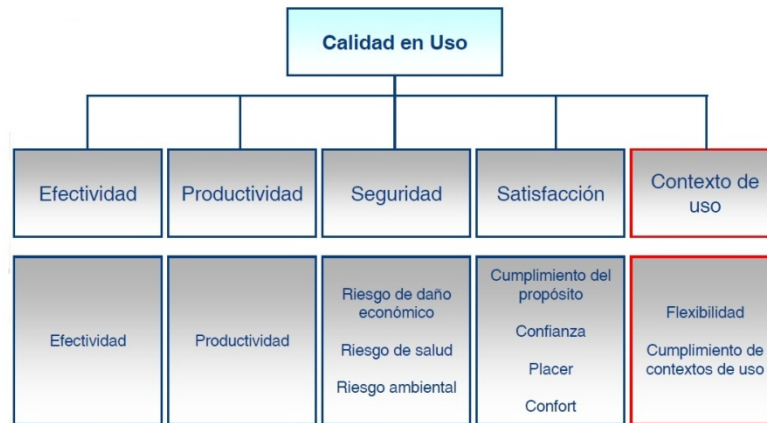 Calidad en Uso
Efectividad
Productividad
Seguridad
Satisfacción
Contexto de
uso
Efectividad
Productividad
Riesgo de daño
económico
Riesgo de salud
Riesgo ambiental
Cumplimiento del
propósito
Confianza
Placer
Confort
Flexibilidad
Cumplimiento de
contextos de uso